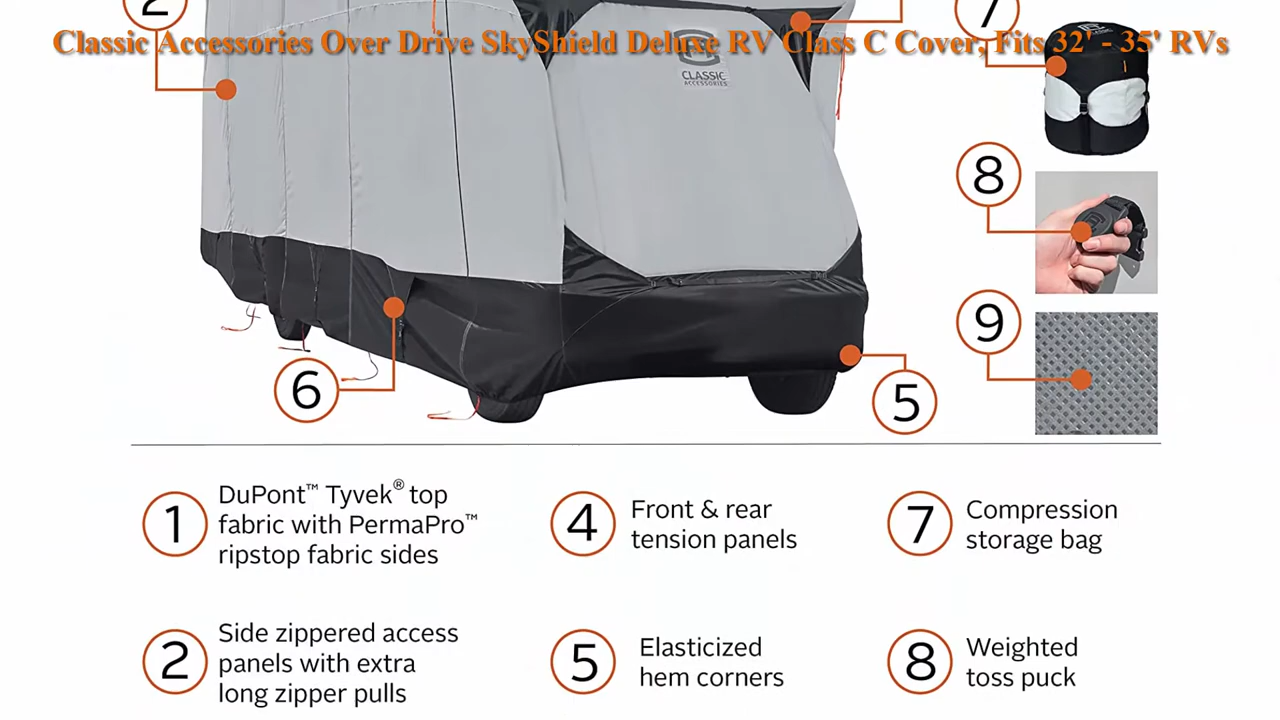 2
7
Classic Accessories Over Drive SkyShield Deluxe RV Class C Cover, Fits 32' - 35' RVs
CLASSIC
ACCESSORIES
8
9
6
5
1
DuPont™ Tyvek® top
fabric with PermaPro™
ripstop fabric sides
4
Front & rear
tension panels
7
Compression
storage bag
2
Side zippered access
panels with extra
long zipper pulls
5
Elasticized
hem corners
8
Weighted
toss puck